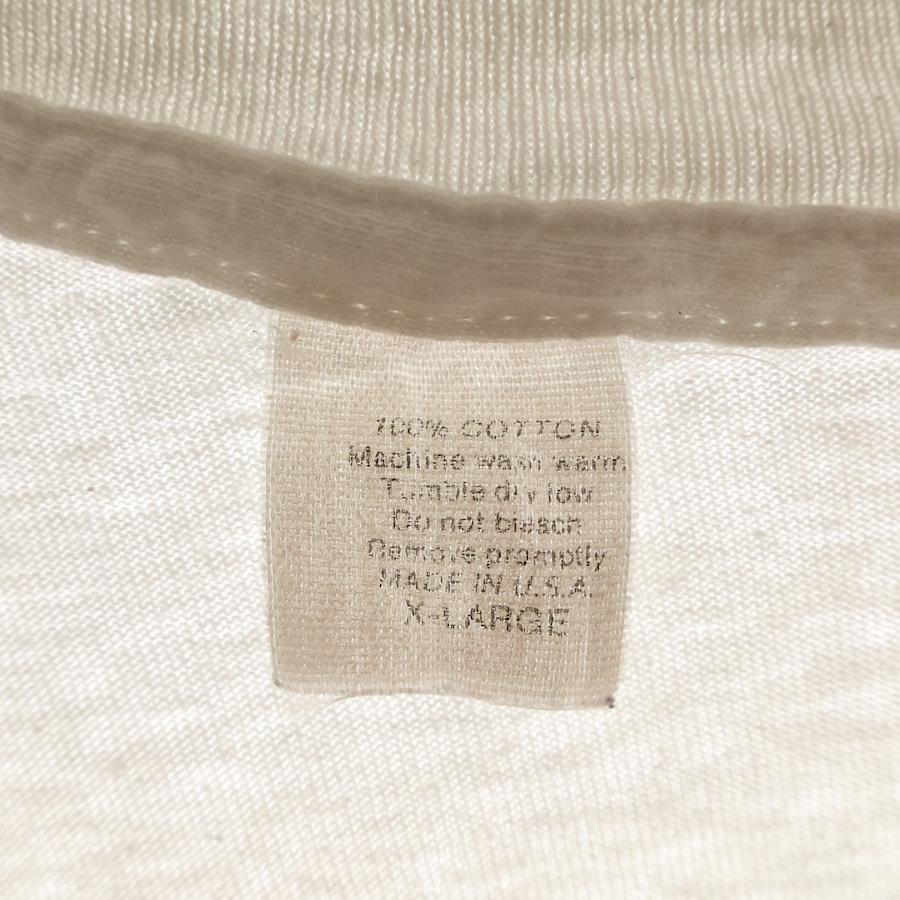 100% COTTON
Machine wash warm
Tumble dry low
Do not bleach
Remove promptly
MADE IN U.S.A.
X-LARGE